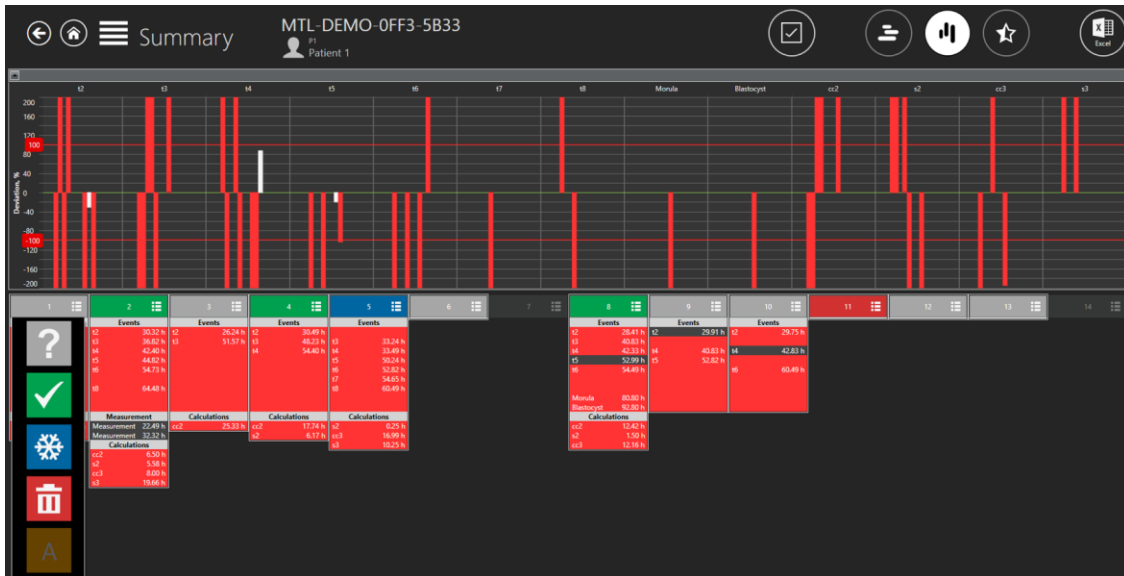 Summary
MTL-DEMO-0FF3-5B33
P1
Patient 1
Excel
t2 t3 t4 t5 t6 t7 t8 Morula Blastocyst cc2 s2 cc3 s3
Deviation, %
200
160
120
100
80
40
0
-40
-80
-100
-120
-160
-200
1 2 3 4 5 6 7 8 9 10 11 12 13 14
?
A
Events
t2 30.32 h
t3 36.82 h
t4 42.40 h
t5 44.82 h
t6 54.73 h
t8 64.48 h
Measurement
Measurement 22.49 h
Measurement 32.32 h
Calculations
cc2 6.50 h
s2 5.58 h
cc3 8.00 h
s3 19.66 h
Events
t2 26.24 h
t3 51.57 h
Calculations
cc2 25.33 h
Events
t2 30.49 h
t3 48.23 h
t4 54.40 h
Calculations
cc2 17.74 h
s2 6.17 h
Events
t3 33.24 h
t4 33.49 h
t5 50.24 h
t6 52.82 h
t7 54.65 h
t8 60.49 h
Calculations
s2 0.25 h
cc3 16.99 h
s3 10.25 h
Events
t2 28.41 h
t3 40.83 h
t4 42.33 h
t5 52.99 h
t6 54.49 h
Morula 80.80 h
Blastocyst 92.80 h
Calculations
cc2 12.42 h
s2 1.50 h
cc3 12.16 h
Events
t2 29.91 h
t4 40.83 h
t5 52.82 h
Events
t2 29.75 h
t4 42.83 h
t6 60.49 h